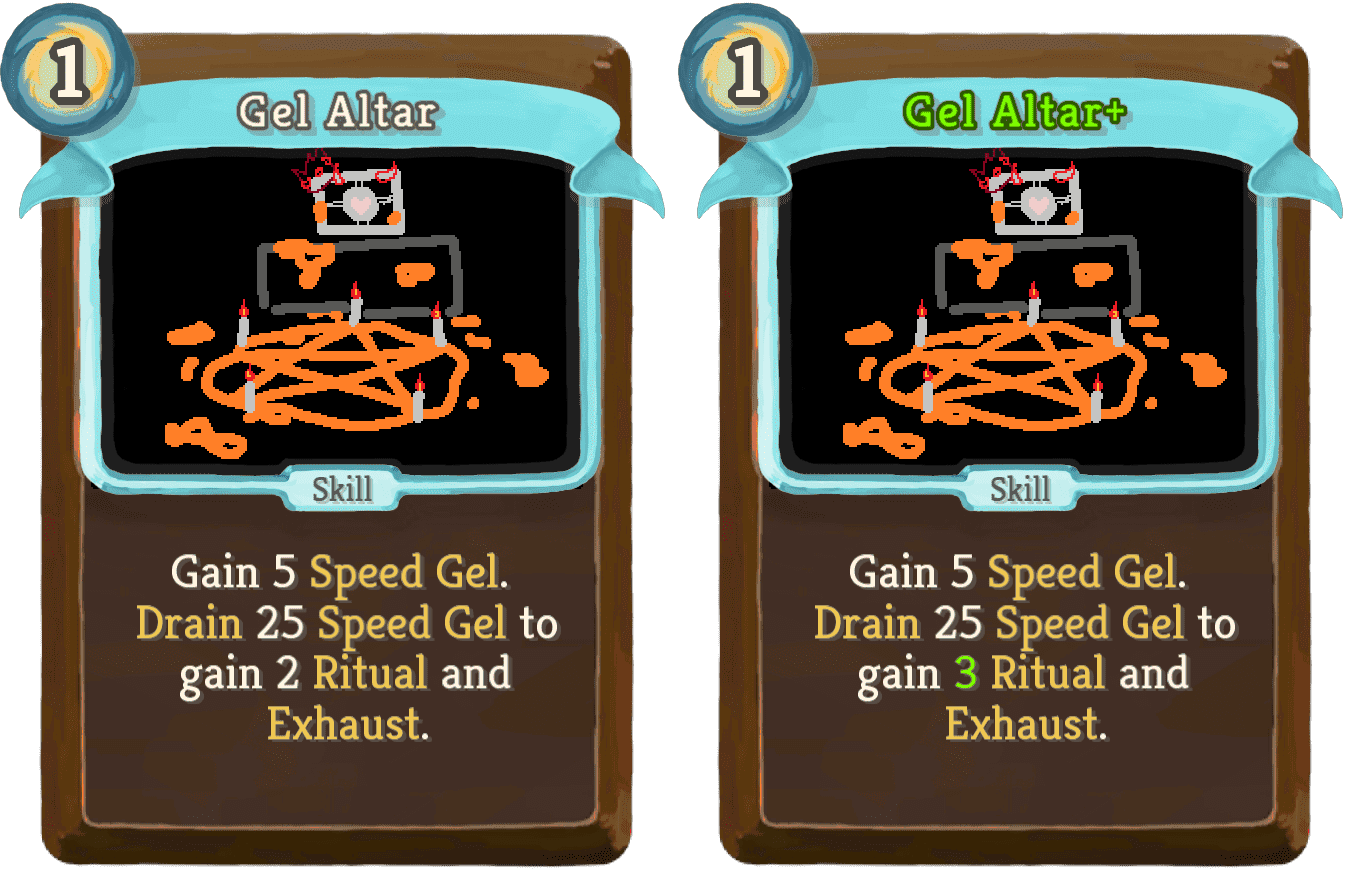 1
Gel Altar
Skill
Gain 5 Speed Gel.
Drain 25 Speed Gel to
gain 2 Ritual and
Exhaust.
1
Gel Altar+
Skill
Gain 5 Speed Gel.
Drain 25 Speed Gel to
gain 3 Ritual and
Exhaust.